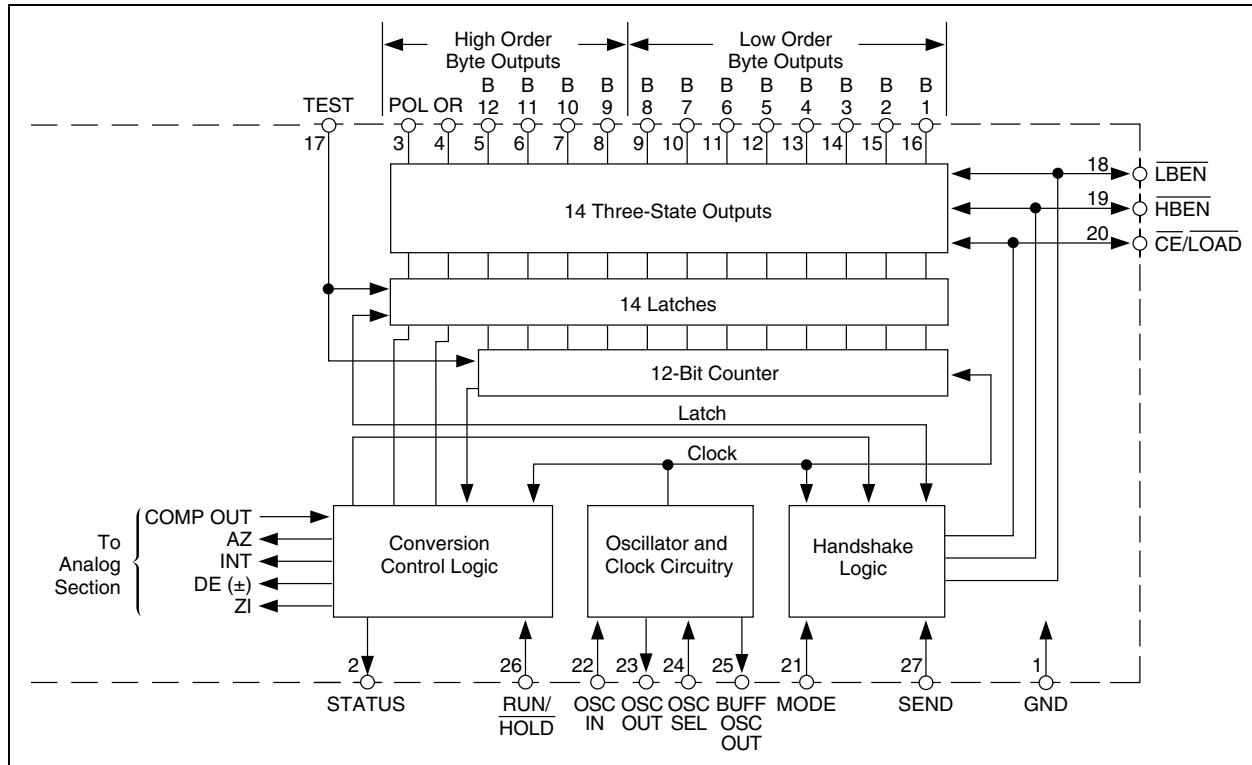 High Order
Byte Outputs
Low Order
Byte Outputs
TEST
POL OR B B B B B B B B B B B B
12 11 10 9 8 7 6 5 4 3 2 1
17 3 4 5 6 7 8 9 10 11 12 13 14 15 16
14 Three-State Outputs
18 LBEN
19 HBEN
20 CE/LOAD
14 Latches
12-Bit Counter
Latch
Clock
To
Analog
Section
COMP OUT
AZ
INT
DE (±)
ZI
Conversion
Control Logic
Oscillator and
Clock Circuitry
Handshake
Logic
2 26 22 23 24 25 21 27 1
STATUS
RUN/
HOLD
OSC
IN
OSC
OUT
OSC
SEL
BUFF
OSC
OUT
MODE
SEND
GND